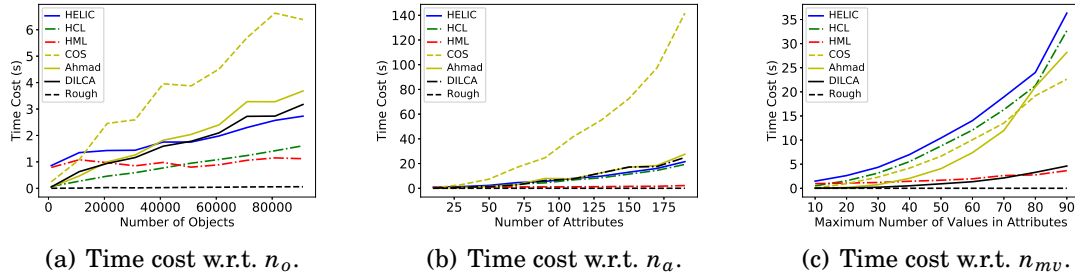 HELIC
HCL
HML
COS
Ahmad
DILCA
Rough
Time Cost (s)
6
5
4
3
2
1
0
0 20000 40000 60000 80000
Number of Objects
(a) Time cost w.r.t. n_o.
HELIC
HCL
HML
COS
Ahmad
DILCA
Rough
Time Cost (s)
140
120
100
80
60
40
20
0
25 50 75 100 125 150 175
Number of Attributes
(b) Time cost w.r.t. n_a.
HELIC
HCL
HML
COS
Ahmad
DILCA
Rough
Time Cost (s)
35
30
25
20
15
10
5
0
10 20 30 40 50 60 70 80 90
Maximum Number of Values in Attributes
(c) Time cost w.r.t. n_{mv}.